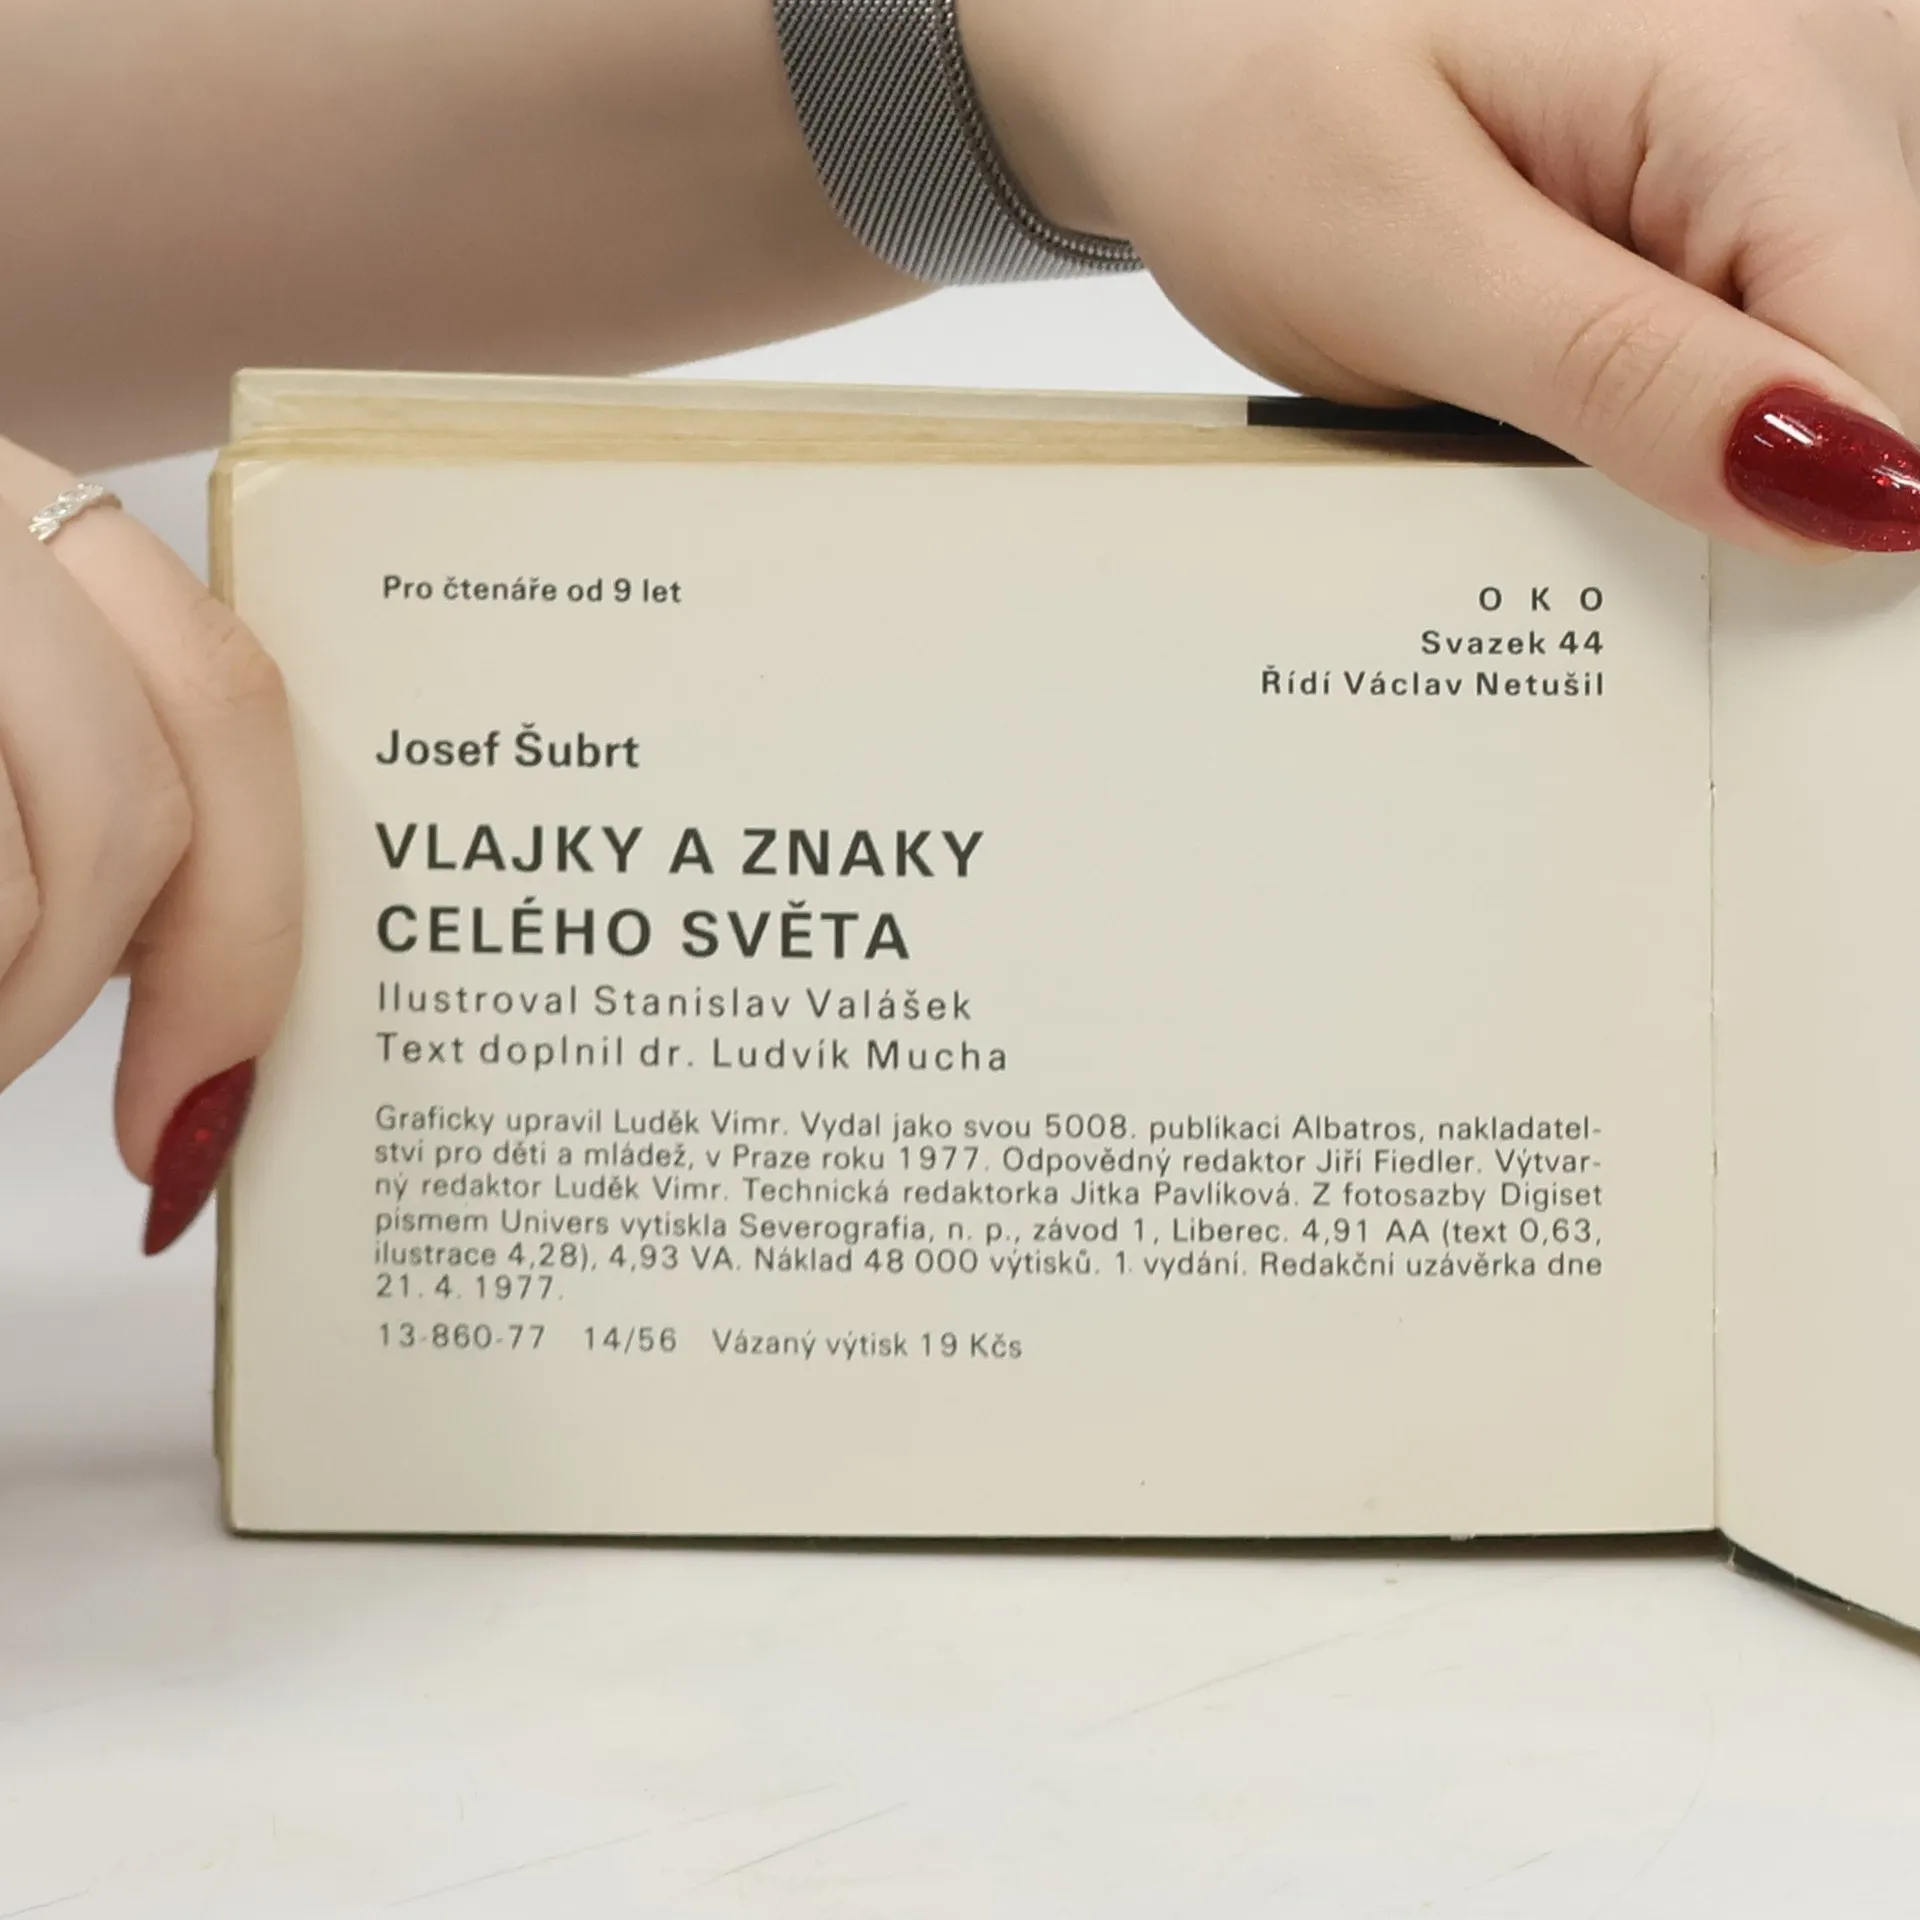 Pro čtenáře od 9 let
O K O
Svazek 44
Řídí Václav Netušil
Josef Šubrt
VLAJKY A ZNAKY
CELÉHO SVĚTA
Ilustroval Stanislav Valášek
Text doplnil dr. Ludvík Mucha
Graficky upravil Luděk Vimr. Vydal jako svou 5008. publikaci Albatros, nakladatel-
ství pro děti a mládež, v Praze roku 1977. Odpovědný redaktor Jiří Fiedler. Výtvar-
ný redaktor Luděk Vimr. Technická redaktorka Jitka Pavlíková. Z fotosazby Digiset
písmem Univers vytiskla Severografia, n. p., závod 1, Liberec. 4,91 AA (text 0,63,
ilustrace 4,28), 4,93 VA. Náklad 48 000 výtisků. 1. vydání. Redakční uzávěrka dne
21. 4. 1977.
13-860-77 14/56 Vázaný výtisk 19 Kčs